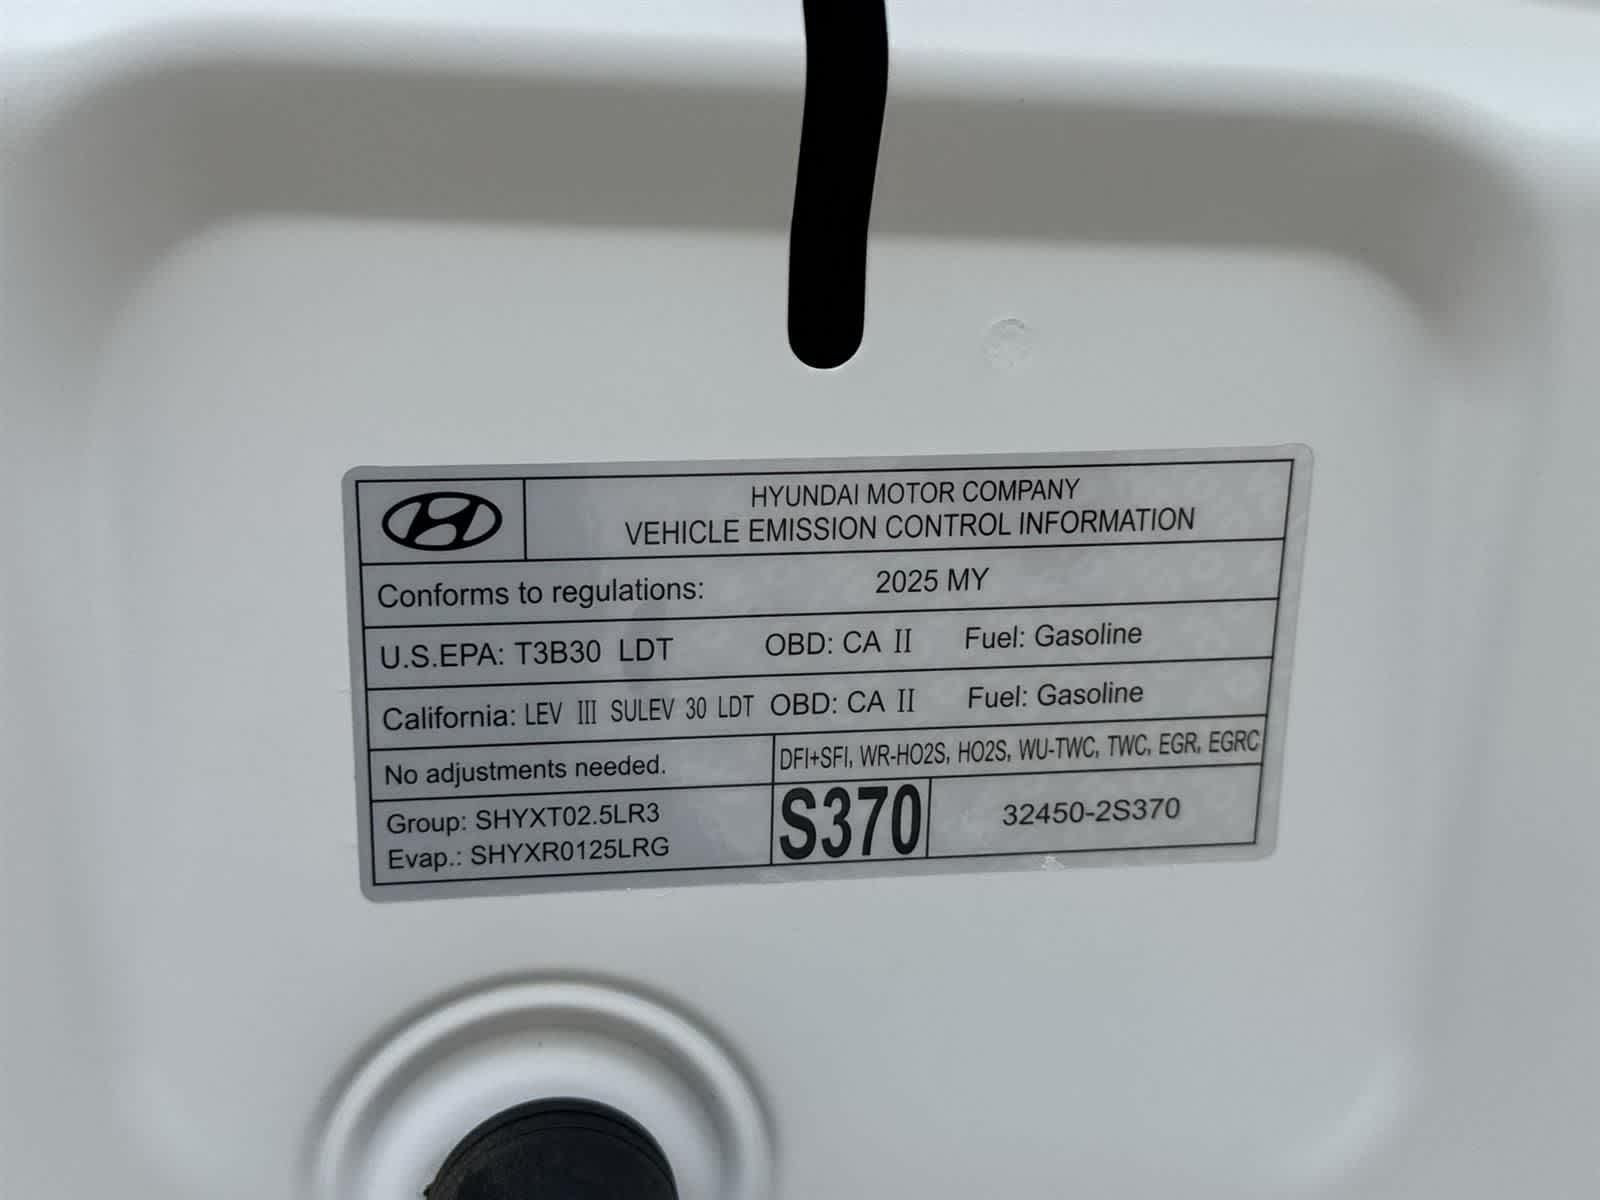 HYUNDAI MOTOR COMPANY
VEHICLE EMISSION CONTROL INFORMATION
Conforms to regulations: 2025 MY
U.S.EPA: T3B30 LDT OBD: CA II Fuel: Gasoline
California: LEV III SULEV 30 LDT OBD: CA II Fuel: Gasoline
No adjustments needed. DFI+SFI, WR-HO2S, HO2S, WU-TWC, TWC, EGR, EGRC
Group: SHYXT02.5LR3
Evap.: SHYXR0125LRG
S370
32450-2S370